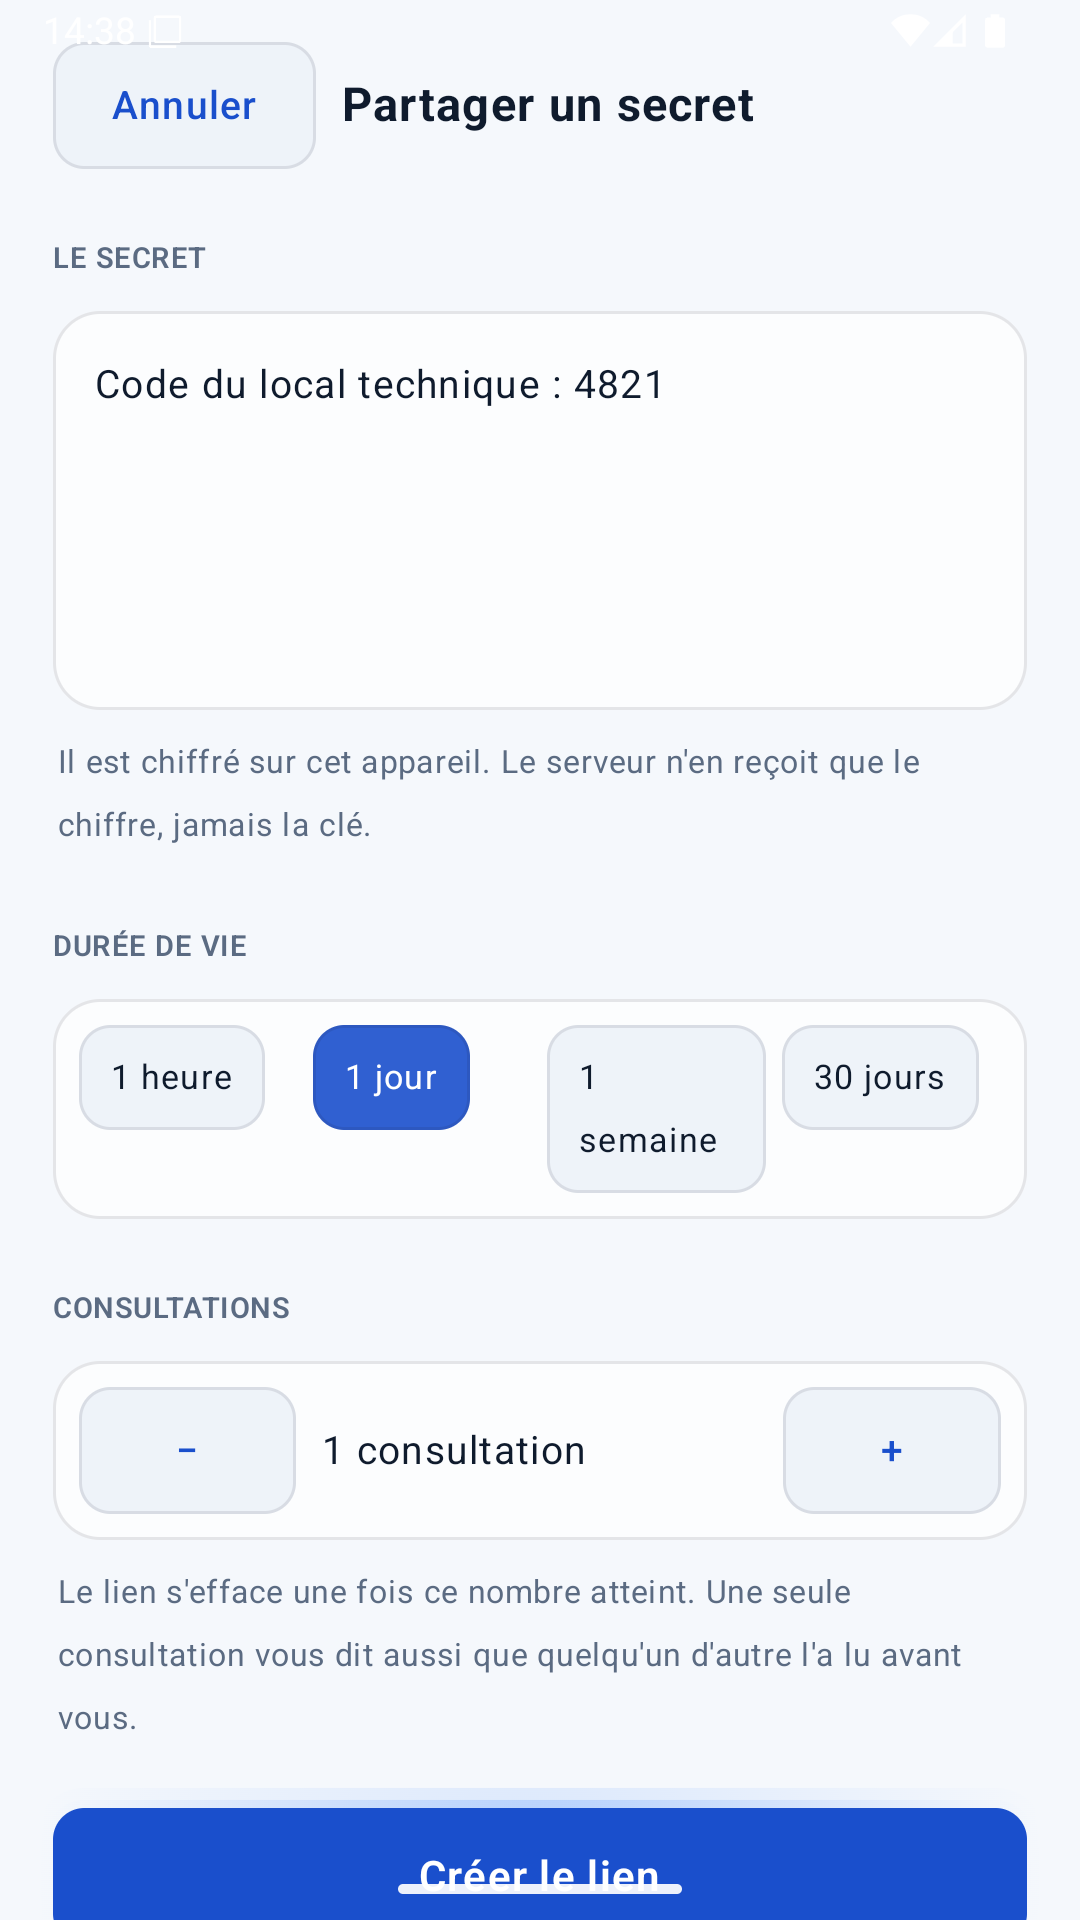 14:38
Annuler
Partager un secret
LE SECRET
Code du local technique : 4821
Il est chiffré sur cet appareil. Le serveur n'en reçoit que le
chiffre, jamais la clé.
DURÉE DE VIE
1 heure
1 jour
1
semaine
30 jours
CONSULTATIONS
−
1 consultation
+
Le lien s'efface une fois ce nombre atteint. Une seule
consultation vous dit aussi que quelqu'un d'autre l'a lu avant
vous.
Créer le lien